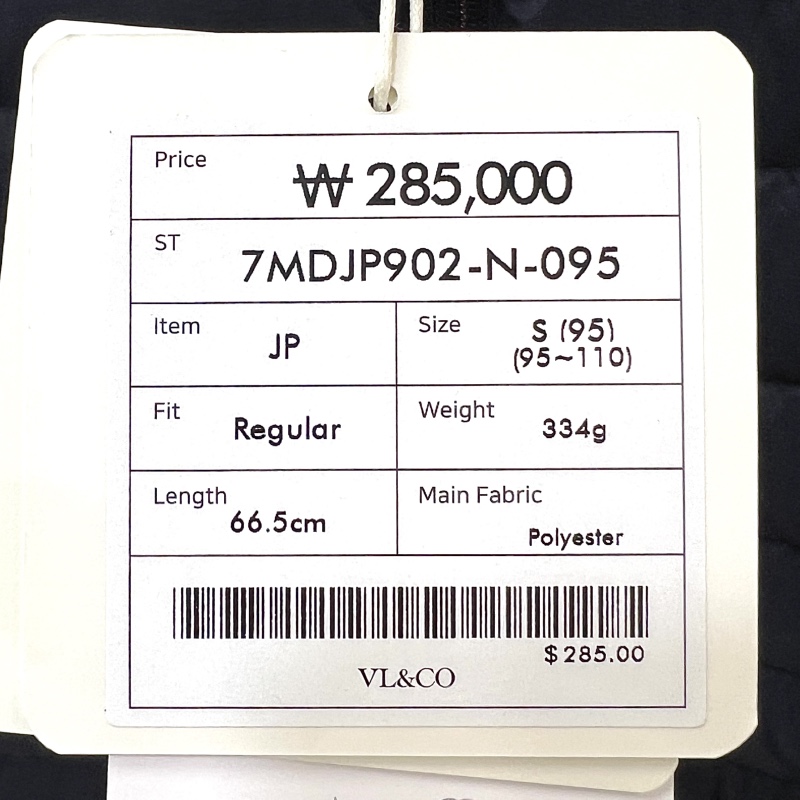 Price
₩ 285,000
ST
7MDJP902-N-095
Item
JP
Size
S (95)
(95~110)
Fit
Regular
Weight
334g
Length
66.5cm
Main Fabric
Polyester
$285.00
VL&CO